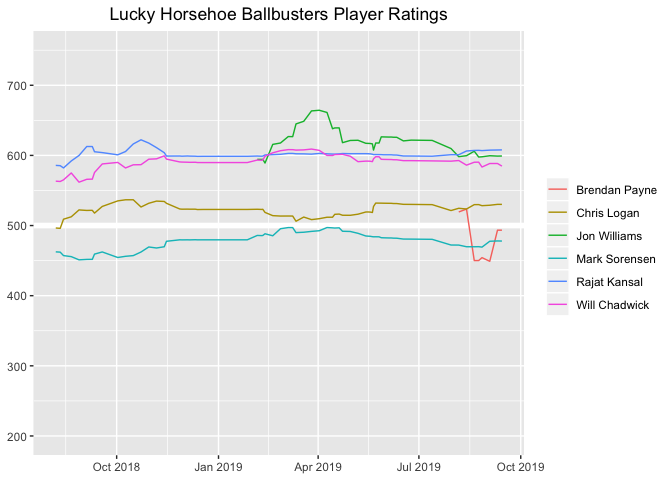 Lucky Horsehoe Ballbusters Player Ratings
700
600
500
400
300
200
Oct 2018
Jan 2019
Apr 2019
Jul 2019
Oct 2019
Brendan Payne
Chris Logan
Jon Williams
Mark Sorensen
Rajat Kansal
Will Chadwick